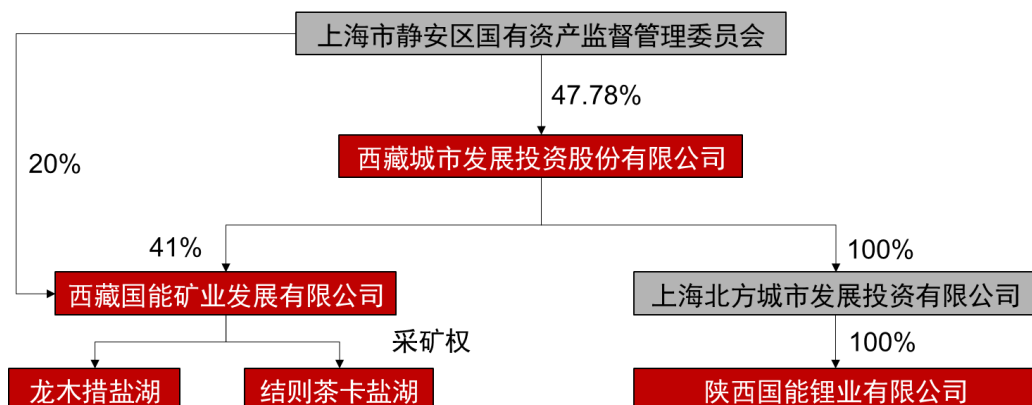 上海市静安区国有资产监督管理委员会
47.78%
20%
西藏城市发展投资股份有限公司
41%
100%
西藏国能矿业发展有限公司
上海北方城市发展投资有限公司
采矿权
100%
龙木措盐湖
结则茶卡盐湖
陕西国能锂业有限公司